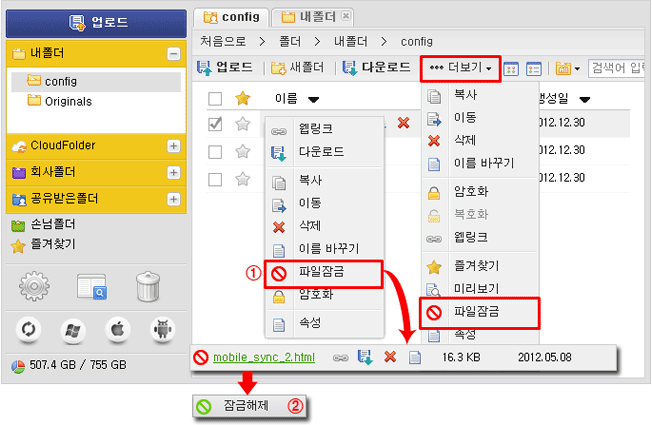 업로드
config
내폴더
내폴더
처음으로 > 폴더 > 내폴더 > config
config
Originals
업로드
새폴더
다운로드
더보기
검색어 입
이름
성일
CloudFolder
회사폴더
공유받은폴더
손님폴더
즐겨찾기
012.12.30
012.12.30
012.12.30
웹링크
다운로드
복사
이동
삭제
이름 바꾸기
① 파일잠금
암호화
속성
복사
이동
삭제
이름 바꾸기
암호화
복호화
웹링크
즐겨찾기
미리보기
파일잠금
속성
507.4 GB / 755 GB
mobile_sync_2.html 16.3 KB 2012.05.08
잠금해제 ②